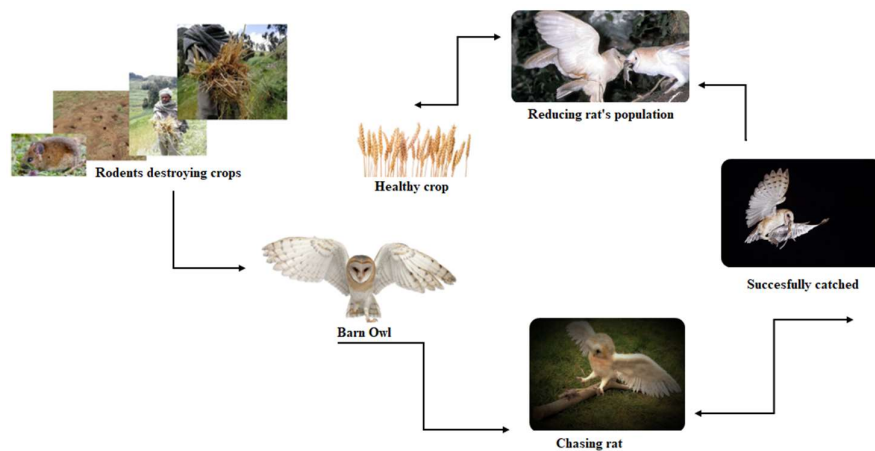 Rodents destroying crops
Healthy crop
Reducing rat's population
Barn Owl
Succesfully catched
Chasing rat